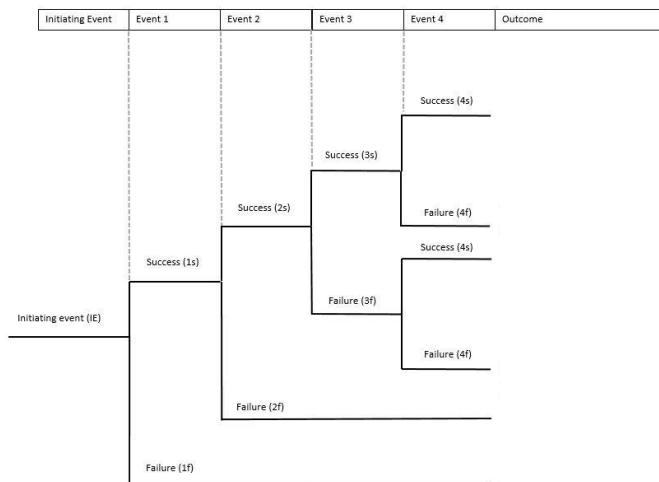 Initiating Event Event 1 Event 2 Event 3 Event 4 Outcome
Success (4s)
Success (3s)
Success (2s)
Failure (4f)
Success (4s)
Success (1s)
Failure (3f)
Initiating event (IE)
Failure (4f)
Failure (2f)
Failure (1f)